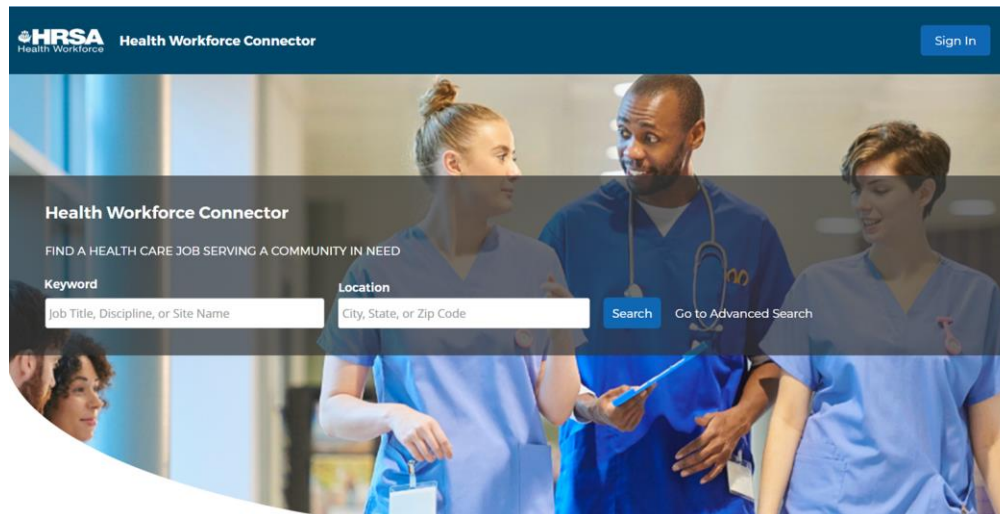 HRSA
Health Workforce
Health Workforce Connector
Sign In
Health Workforce Connector
FIND A HEALTH CARE JOB SERVING A COMMUNITY IN NEED
Keyword
Location
Job Title, Discipline, or Site Name
City, State, or Zip Code
Search
Go to Advanced Search